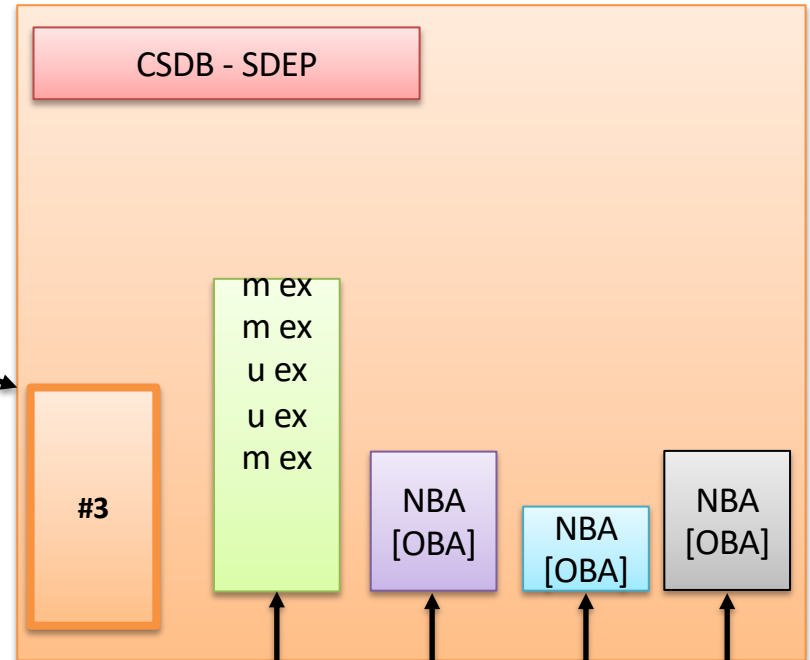 CSDB - SDEP
m ex
m ex
u ex
u ex
m ex
#3
NBA
[OBA]
NBA
[OBA]
NBA
[OBA]